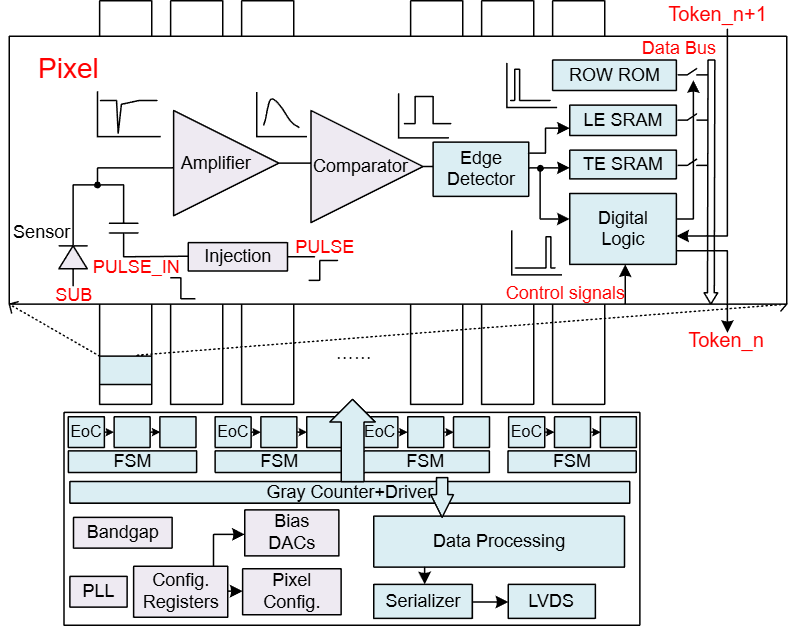 Token_n+1
Data Bus
Pixel
ROW ROM
LE SRAM
Amplifier
Comparator
Edge
Detector
TE SRAM
Digital
Logic
Sensor
PULSE
Injection
PULSE_IN
SUB
Control signals
Token_n
......
EoC
EoC
EoC
EoC
FSM
FSM
FSM
FSM
Gray Counter+Driver
Bandgap
Bias
DACs
Data Processing
PLL
Config.
Registers
Pixel
Config.
Serializer
LVDS